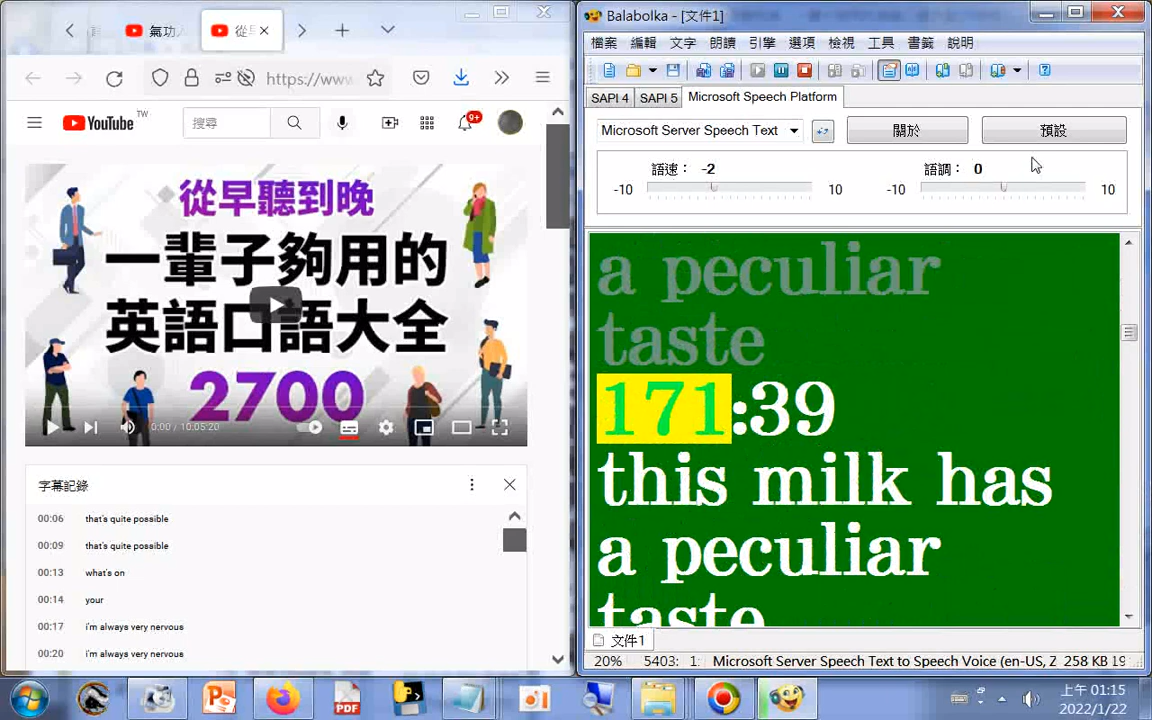 氣功
從
https://www
YouTube TW
搜尋
9+
從早聽到晚
一輩子夠用的
英語口語大全
2700
0:00 / 10:05:20
字幕記錄
00:06 that's quite possible
00:09 that's quite possible
00:13 what's on
00:14 your
00:17 i'm always very nervous
00:20 i'm always very nervous
Balabolka - [文件1]
檔案 編輯 文字 朗讀 引擎 選項 檢視 工具 書籤 說明
SAPI 4 SAPI 5 Microsoft Speech Platform
Microsoft Server Speech Text 關於 預設
語速： -2 語調： 0
-10 10 -10 10
a peculiar
taste
171:39
this milk has
a peculiar
taste
文件1
20% 5403: 1: Microsoft Server Speech Text to Speech Voice (en-US, Z 258 KB 19
PDF
上午 01:15
2022/1/22